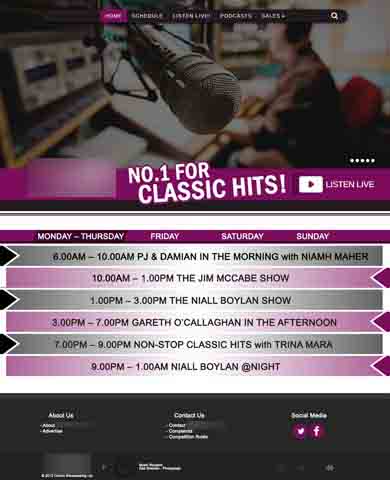 HOME SCHEDULE LISTEN LIVE! PODCASTS SALES
NO.1 FOR
CLASSIC HITS!
LISTEN LIVE
MONDAY – THURSDAY FRIDAY SATURDAY SUNDAY
6.00AM – 10.00AM PJ & DAMIAN IN THE MORNING with NIAMH MAHER
10.00AM – 1.00PM THE JIM MCCABE SHOW
1.00PM – 3.00PM THE NIALL BOYLAN SHOW
3.00PM – 7.00PM GARETH O'CALLAGHAN IN THE AFTERNOON
7.00PM – 9.00PM NON-STOP CLASSIC HITS with TRINA MARA
9.00PM – 1.00AM NIALL BOYLAN @NIGHT
About Us Contact Us Social Media
- About - Contact
- Advertise - Complaints
- Competition Rules